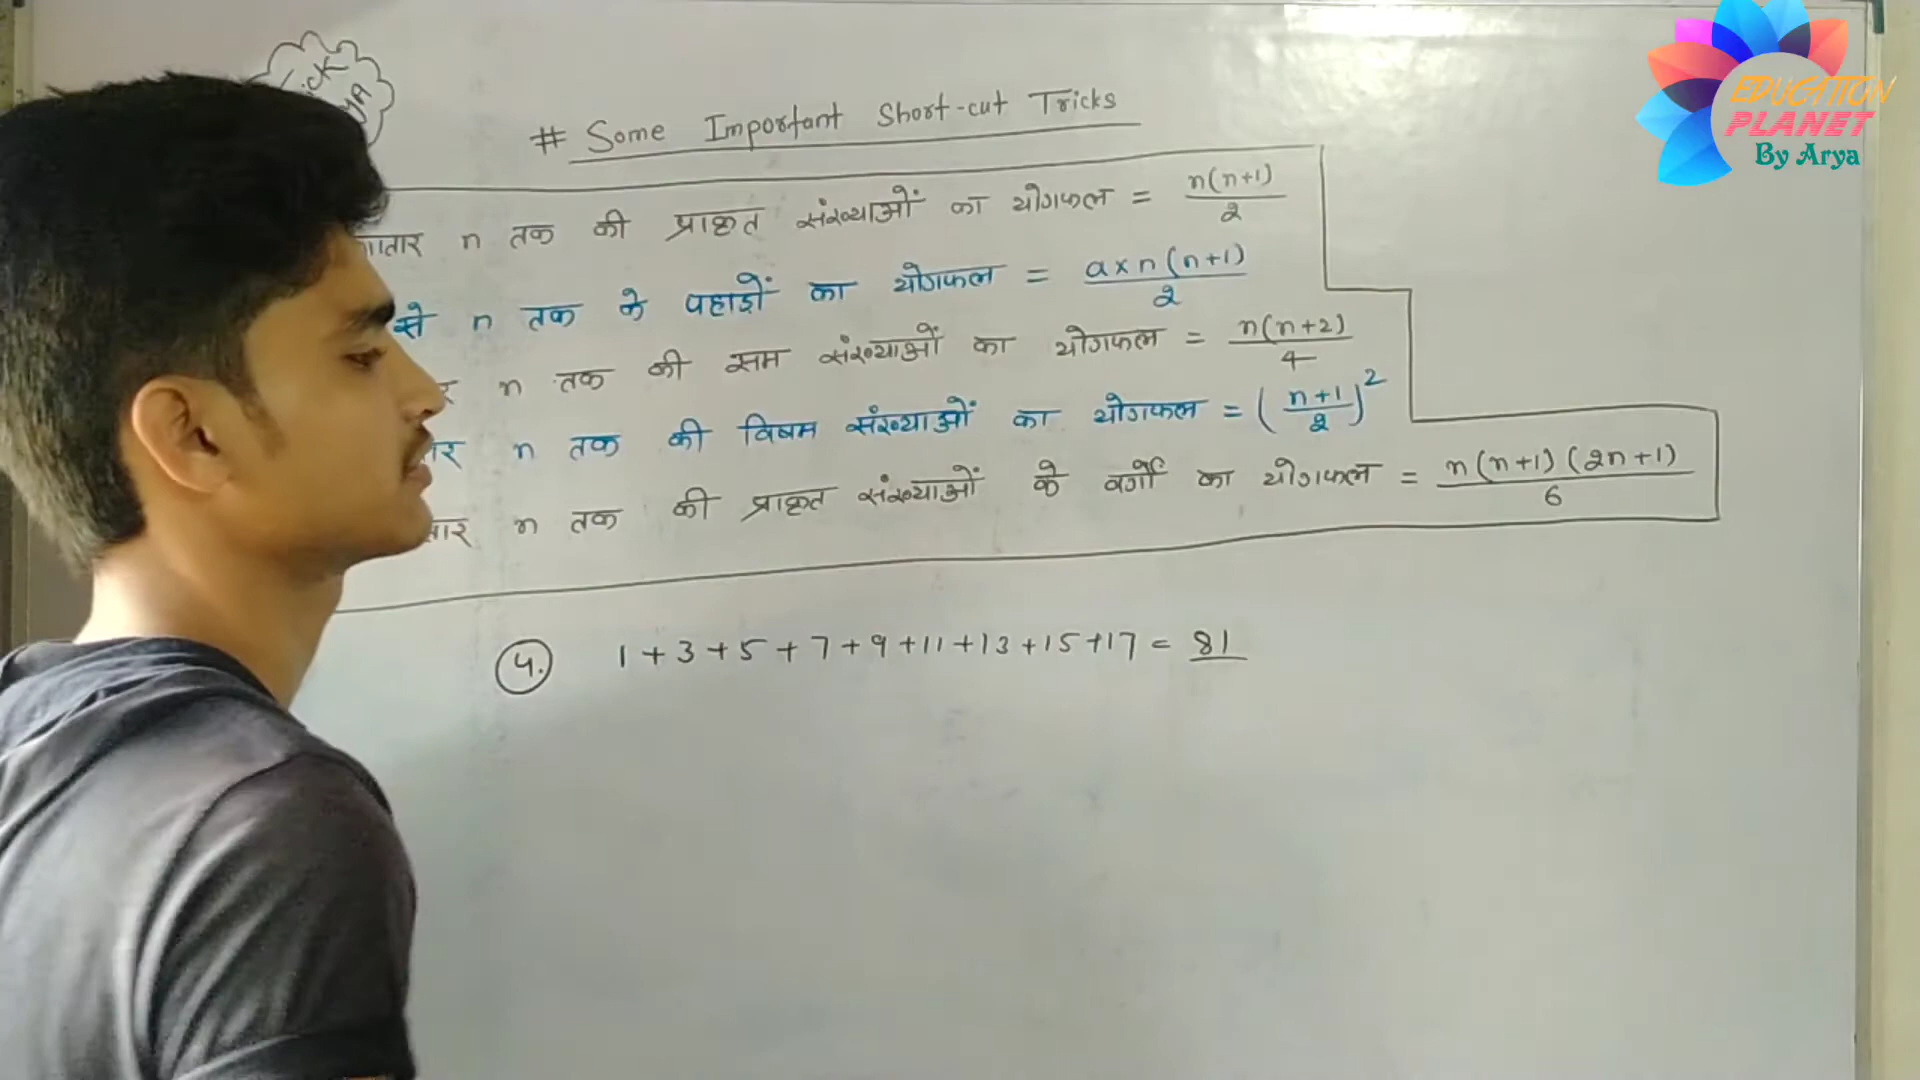 EDUCATION
PLANET
By Arya
# Some Important Short-cut Tricks
n तक की प्राकृत संख्याओं का योगफल = n(n+1)/2
से n तक के पहाड़ों का योगफल = a×n(n+1)/2
n तक की सम संख्याओं का योगफल = n(n+2)/4
n तक की विषम संख्याओं का योगफल = (n+1/2)²
n तक की प्राकृत संख्याओं के वर्गों का योगफल = n(n+1)(2n+1)/6
4. 1+3+5+7+9+11+13+15+17 = 81